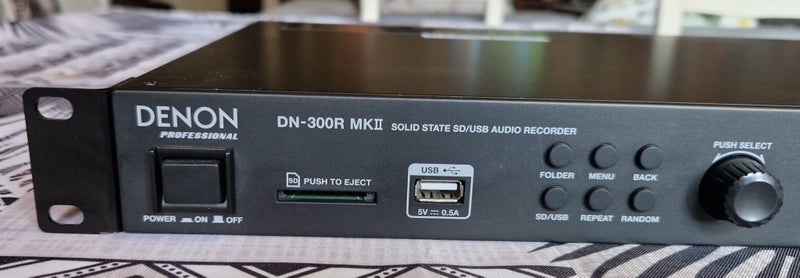 DENON
PROFESSIONAL
DN-300R MKII SOLID STATE SD/USB AUDIO RECORDER
POWER ON OFF
SD PUSH TO EJECT
USB
5V 0.5A
FOLDER MENU BACK
SD/USB REPEAT RANDOM
PUSH SELECT